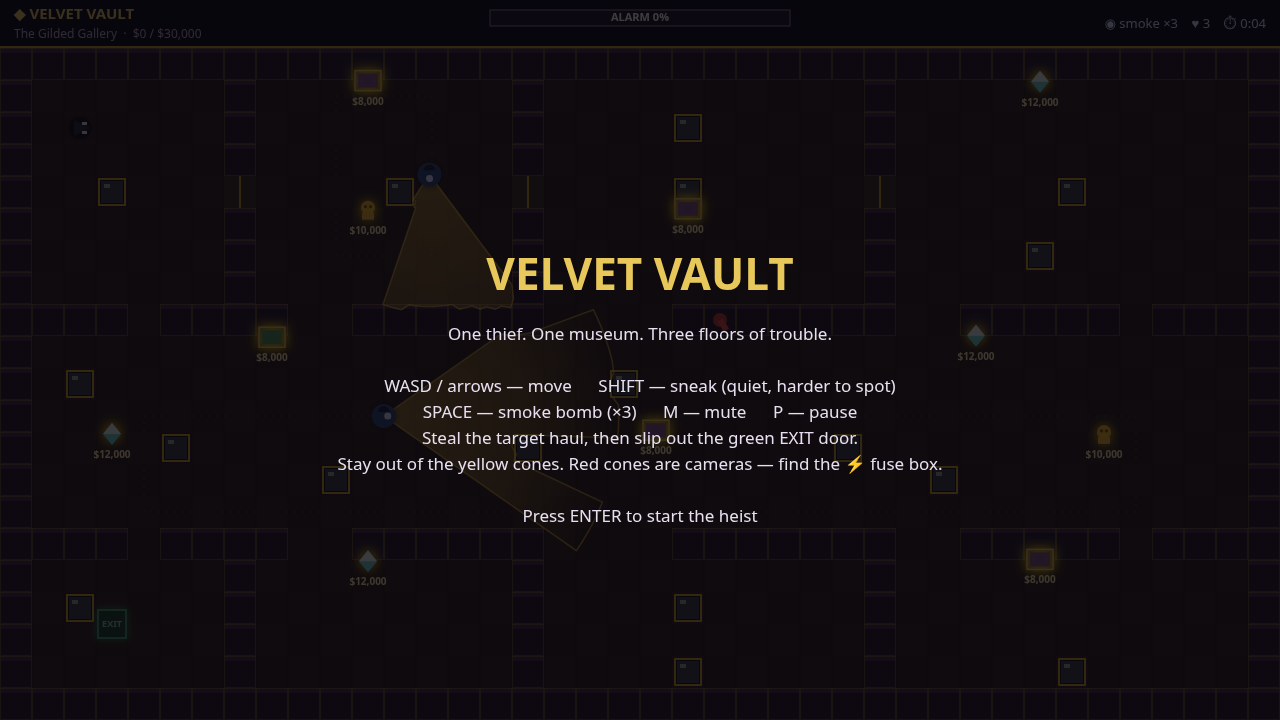 ◆ VELVET VAULT
ALARM 0%
The Gilded Gallery · $0 / $30,000
◉ smoke ×3 ♥ 3 ⏱ 0:04
$8,000
$12,000
$10,000
$8,000
VELVET VAULT
One thief. One museum. Three floors of trouble.
$8,000
$12,000
WASD / arrows — move SHIFT — sneak (quiet, harder to spot)
SPACE — smoke bomb (×3) M — mute P — pause
Steal the target haul, then slip out the green EXIT door.
$8,000
$12,000
$10,000
Stay out of the yellow cones. Red cones are cameras — find the ⚡ fuse box.
Press ENTER to start the heist
$12,000
$8,000
EXIT